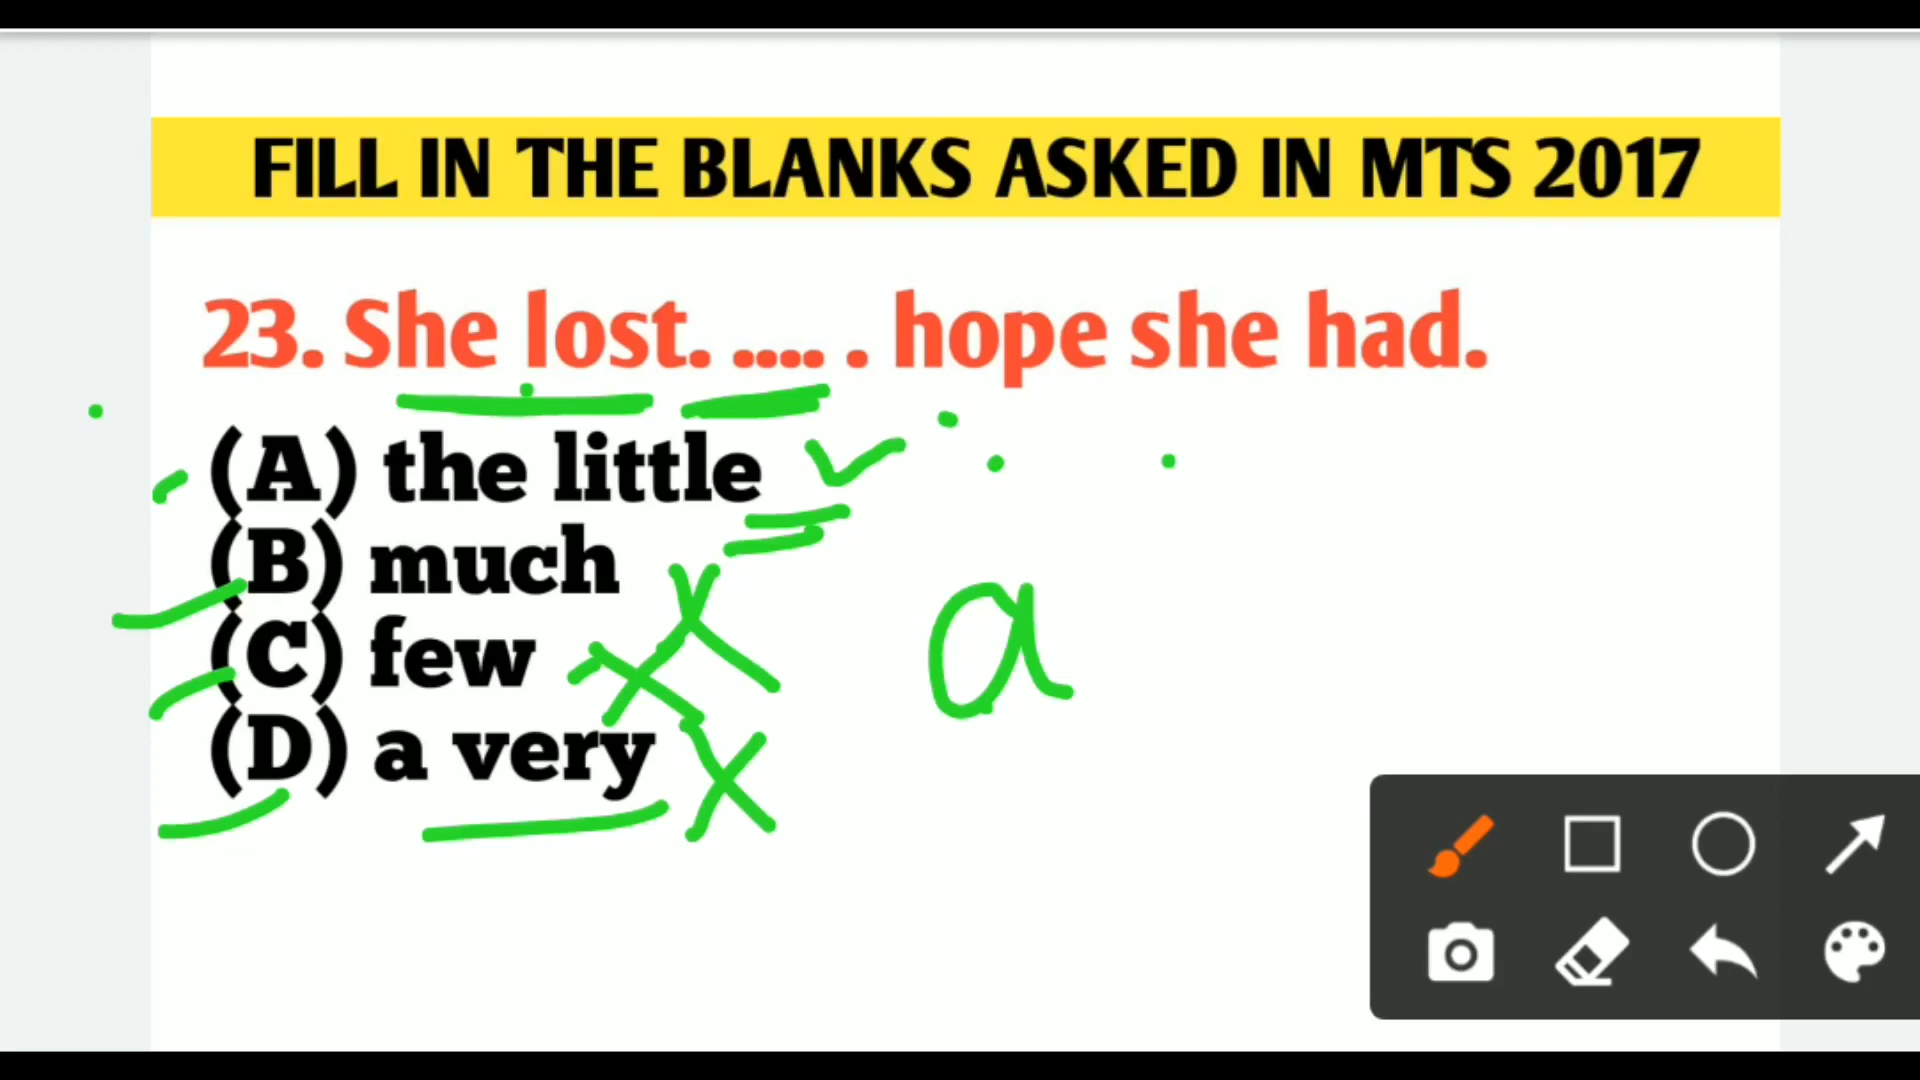 FILL IN THE BLANKS ASKED IN MTS 2017
23. She lost. .... . hope she had.
(A) the little
(B) much
(C) few
(D) a very
a